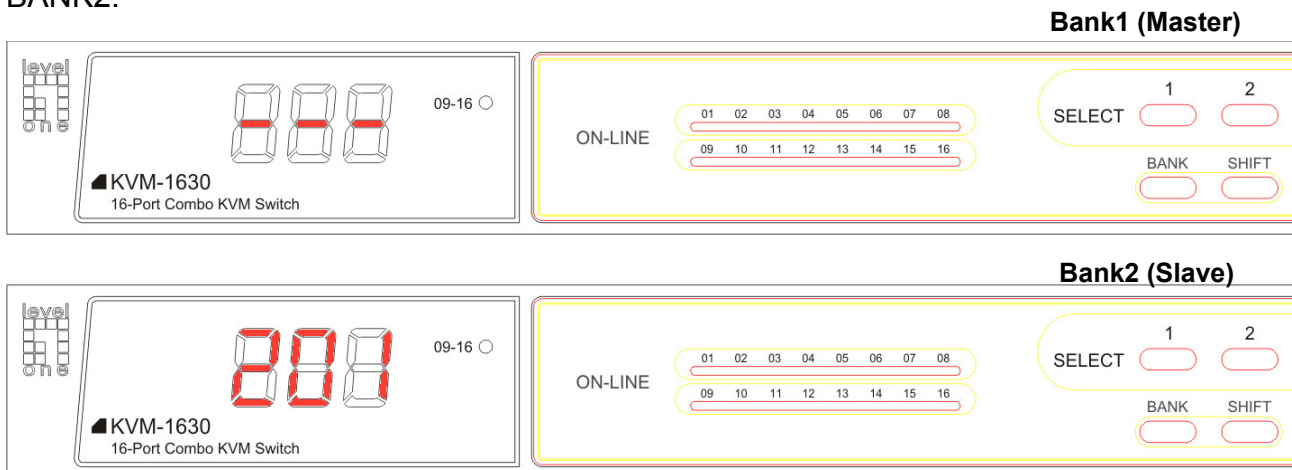 BANK2.
Bank1 (Master)
level one
--- 09-16
KVM-1630
16-Port Combo KVM Switch
ON-LINE
01 02 03 04 05 06 07 08
09 10 11 12 13 14 15 16
SELECT 1 2
BANK SHIFT
Bank2 (Slave)
level one
201 09-16
KVM-1630
16-Port Combo KVM Switch
ON-LINE
01 02 03 04 05 06 07 08
09 10 11 12 13 14 15 16
SELECT 1 2
BANK SHIFT